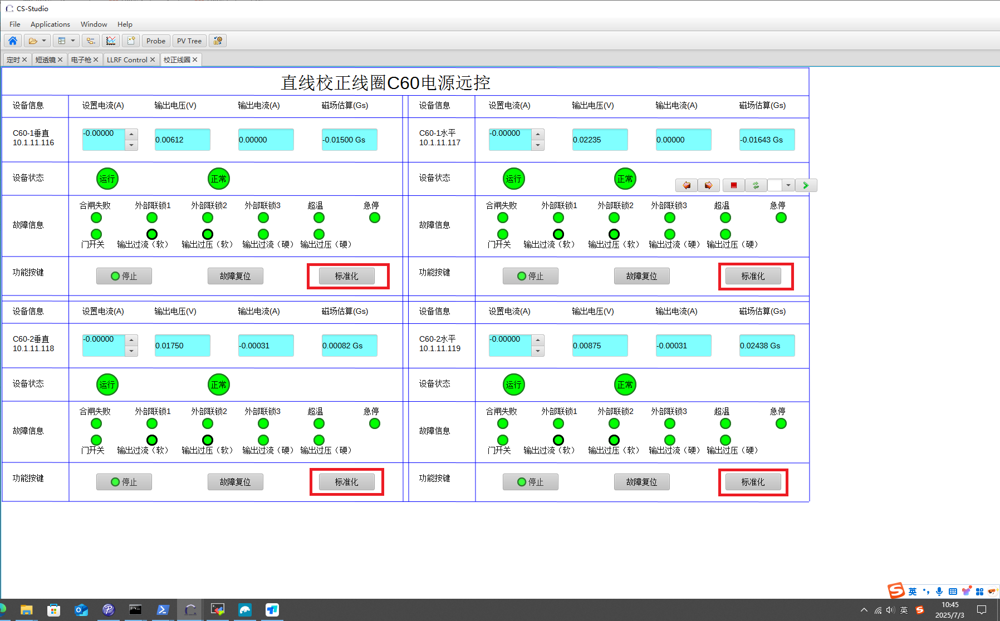 CS-Studio
File Applications Window Help
Probe PV Tree
定时 短透镜 电子枪 LLRF Control 校正线圈
直线校正线圈C60电源远控
设备信息 设置电流(A) 输出电压(V) 输出电流(A) 磁场估算(Gs) 设备信息 设置电流(A) 输出电压(V) 输出电流(A) 磁场估算(Gs)
C60-1垂直 -0.00000 0.00612 0.00000 -0.01500 Gs C60-1水平 -0.00000 0.02235 0.00000 -0.01643 Gs
10.1.11.116 10.1.11.117
设备状态 运行 正常 设备状态 运行 正常
合闸失败 外部联锁1 外部联锁2 外部联锁3 超温 急停 合闸失败 外部联锁1 外部联锁2 外部联锁3 超温 急停
故障信息 故障信息
门开关 输出过流（软） 输出过压（软） 输出过流（硬） 输出过压（硬） 门开关 输出过流（软） 输出过压（软） 输出过流（硬） 输出过压（硬）
功能按键 停止 故障复位 标准化 功能按键 停止 故障复位 标准化
设备信息 设置电流(A) 输出电压(V) 输出电流(A) 磁场估算(Gs) 设备信息 设置电流(A) 输出电压(V) 输出电流(A) 磁场估算(Gs)
C60-2垂直 -0.00000 0.01750 -0.00031 0.00082 Gs C60-2水平 -0.00000 0.00875 -0.00031 0.02438 Gs
10.1.11.118 10.1.11.119
设备状态 运行 正常 设备状态 运行 正常
合闸失败 外部联锁1 外部联锁2 外部联锁3 超温 急停 合闸失败 外部联锁1 外部联锁2 外部联锁3 超温 急停
故障信息 故障信息
门开关 输出过流（软） 输出过压（软） 输出过流（硬） 输出过压（硬） 门开关 输出过流（软） 输出过压（软） 输出过流（硬） 输出过压（硬）
功能按键 停止 故障复位 标准化 功能按键 停止 故障复位 标准化
英
英 10:45
2025/7/3